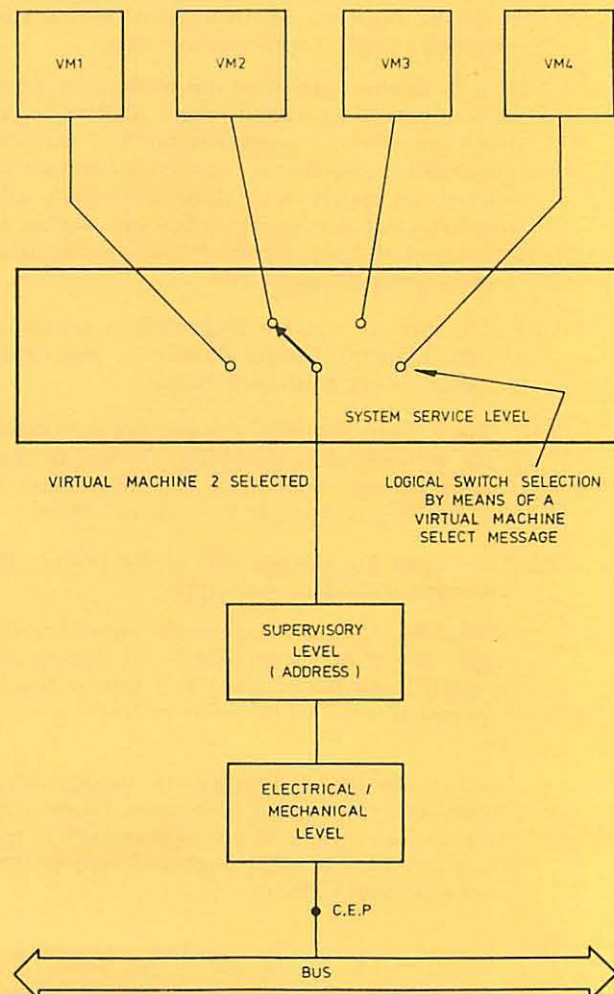 VM1
VM2
VM3
VM4
SYSTEM SERVICE LEVEL
VIRTUAL MACHINE 2 SELECTED
LOGICAL SWITCH SELECTION
BY MEANS OF A
VIRTUAL MACHINE
SELECT MESSAGE
SUPERVISORY
LEVEL
( ADDRESS )
ELECTRICAL /
MECHANICAL
LEVEL
C.E.P
BUS